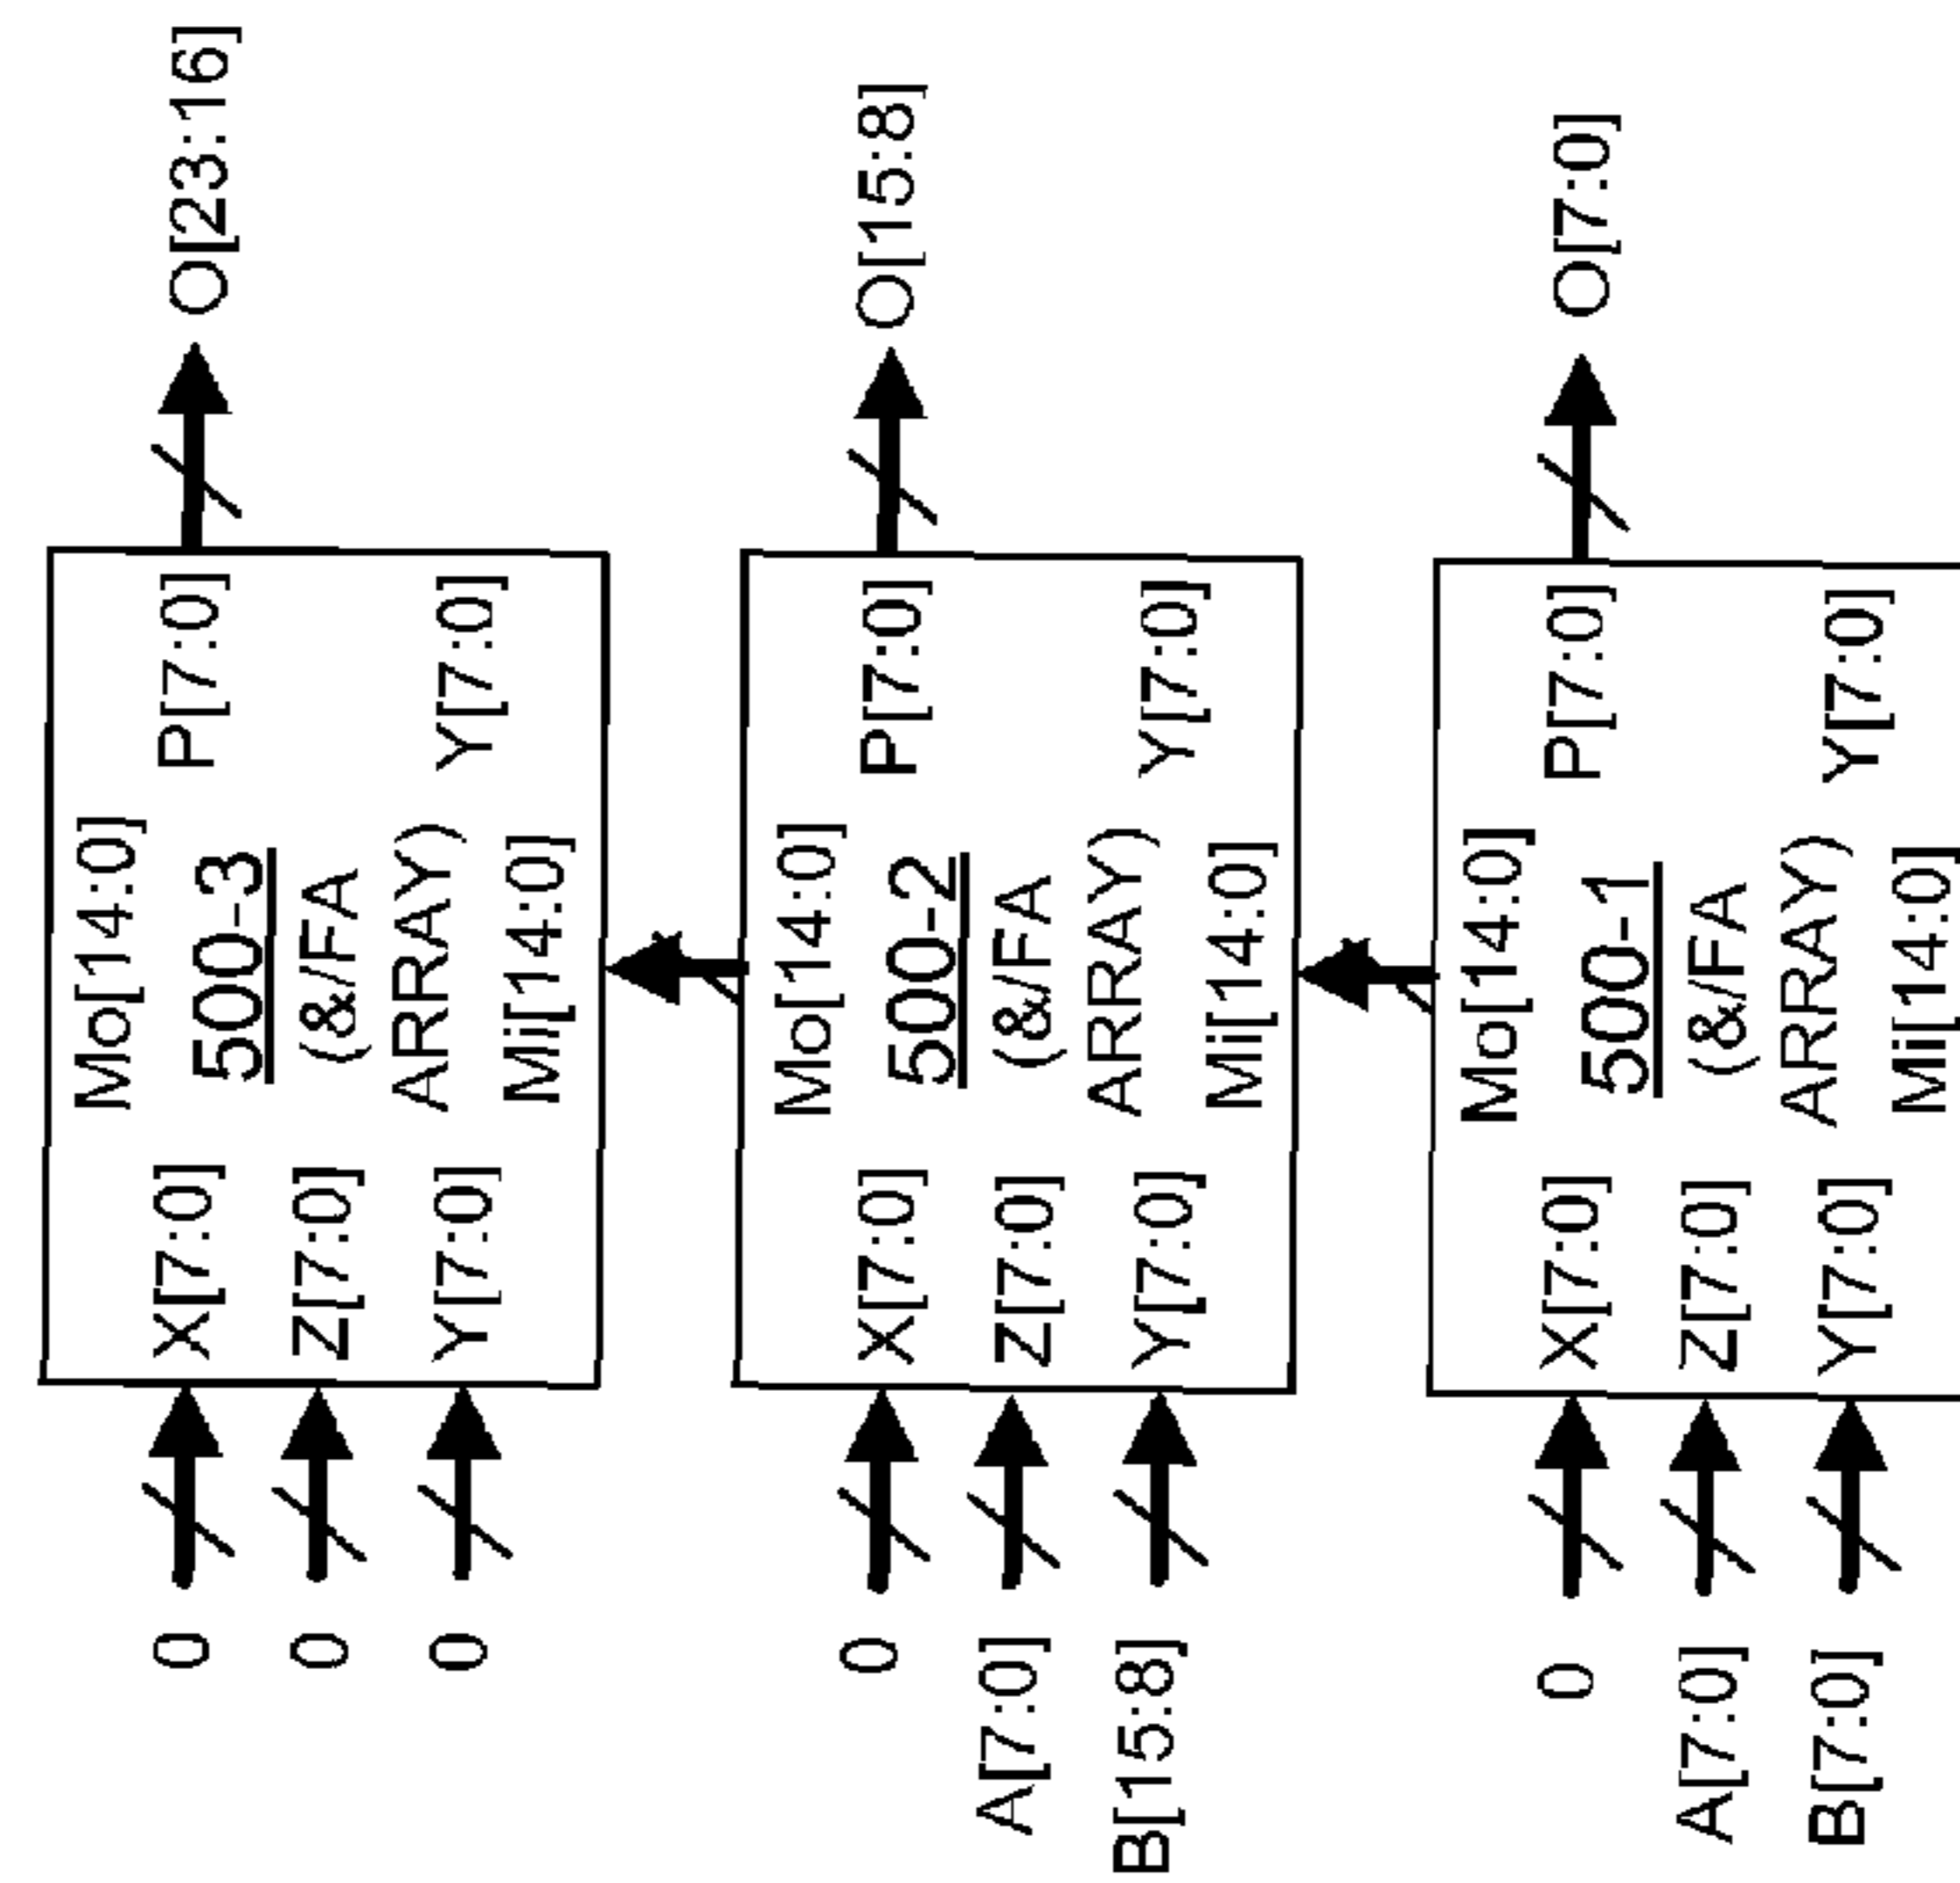 Mo[14:0]
0 X[7:0] P[7:0] O[23:16]
500-3
0 Z[7:0] (&/FA
ARRAY)
0 Y[7:0] Y[7:0]
Mi[14:0]
Mo[14:0]
0 X[7:0] P[7:0] O[15:8]
500-2
A[7:0] Z[7:0] (&/FA
ARRAY)
B[15:8] Y[7:0] Y[7:0]
Mi[14:0]
Mo[14:0]
0 X[7:0] P[7:0] O[7:0]
500-1
A[7:0] Z[7:0] (&/FA
ARRAY)
B[7:0] Y[7:0] Y[7:0]
Mi[14:0]